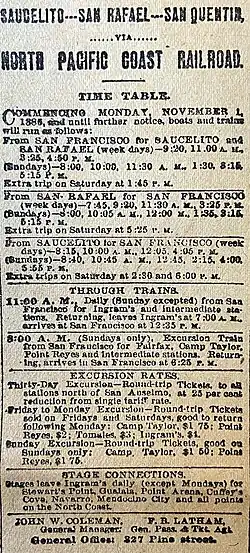 SAUCELITO---SAN RAFAEL---SAN QUENTIN,
....VIA....
NORTH PACIFIC COAST RAILROAD.
TIME TABLE.
COMMENCING MONDAY, NOVEMBER 1,
1886, and until further notice, boats and trains
will run as follows:
From SAN FRANCISCO for SAUCELITO and
SAN RAFAEL (week days)—9:20, 11:00 A. M.,
3:25, 4:50 P. M.
(Sundays)—8:00, 10:00, 11:30 A. M., 1:30, 3:15,
5:15 P. M.
Extra trip on Saturday at 1:45 P. M.
From SAN RAFAEL for SAN FRANCISCO
(week days)—7:45, 9:20, 11:30 A. M., 3:25 P. M.
(Sundays)—8:00, 10:05 A. M., 12:00 M., 1:35, 3:15,
5:15 P. M.
Extra trip on Saturday at 5:25 P. M.
From SAUCELITO for SAN FRANCISCO (week
days)—8:15, 10:00 A. M., 12:05, 4:05 P. M.
(Sundays)—8:40, 10:45 A. M., 12:45, 2:15, 4:00,
5:55 P. M.
Extra trips on Saturday at 2:30 and 6:00 P. M.
THROUGH TRAINS.
11:00 A. M., Daily (Sunday excepted) from San
Francisco for Ingram's and intermediate sta-
tions. Returning, leaves Ingram's at 7:00 A. M.,
arrives at San Francisco at 12:35 P. M.
8:00 A. M. (Sundays only), Excursion Train
from San Francisco for Fairfax, Camp Taylor,
Point Reyes and Intermediate stations. Return-
ing, arrives in San Francisco at 6:25 P. M.
EXCURSION RATES.
Thirty-Day Excursion—Round-trip Tickets, to all
stations north of San Anselmo, at 25 per cent
reduction from single tariff rate.
Friday to Monday Excursion—Round-trip Tickets
sold on Fridays and Saturdays, good to return
following Monday: Camp Taylor, $1 75; Point
Reyes, $2; Tomales, $3; Ingram's, $4.
Sunday Excursion—Round-trip Tickets, good on
Sundays only: Camp Taylor, $1 50; Point
Reyes, $1 75.
STAGE CONNECTIONS.
Stages leave Ingram's daily (except Mondays) for
Stewart's Point, Gualala, Point Arena, Cuffey's
Cove, Navarro, Mendocino City and all points
on the North Coast.
JOHN W. COLEMAN, F. B. LATHAM,
General Manager. Gen. Pass. & Tkt. Agt.
General Office: 327 Pine street.